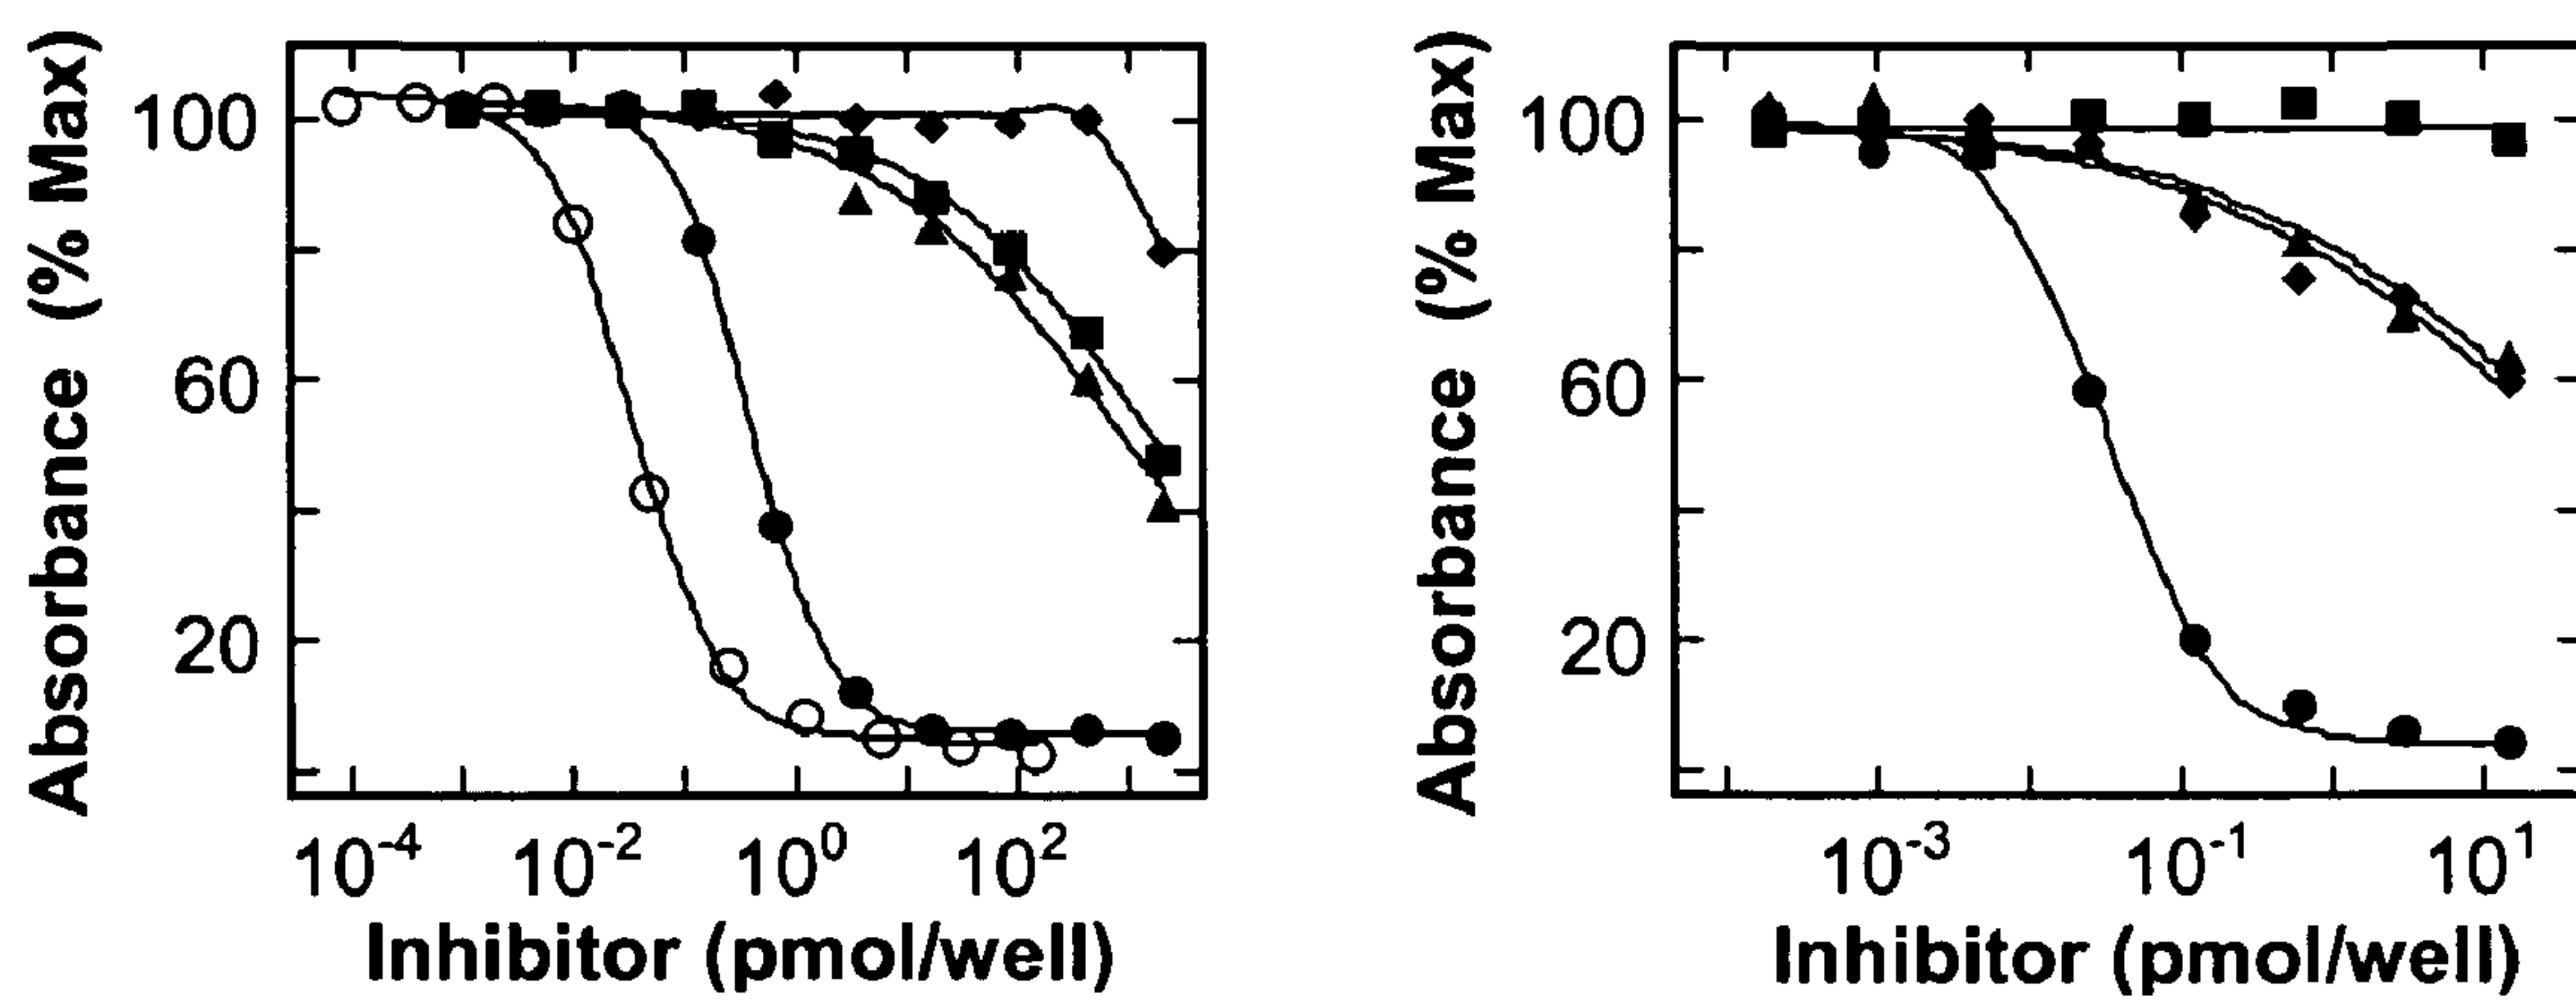 Absorbance (% Max)
100
60
20
10⁻⁴ 10⁻² 10⁰ 10²
Inhibitor (pmol/well)
Absorbance (% Max)
100
60
20
10⁻³ 10⁻¹ 10¹
Inhibitor (pmol/well)